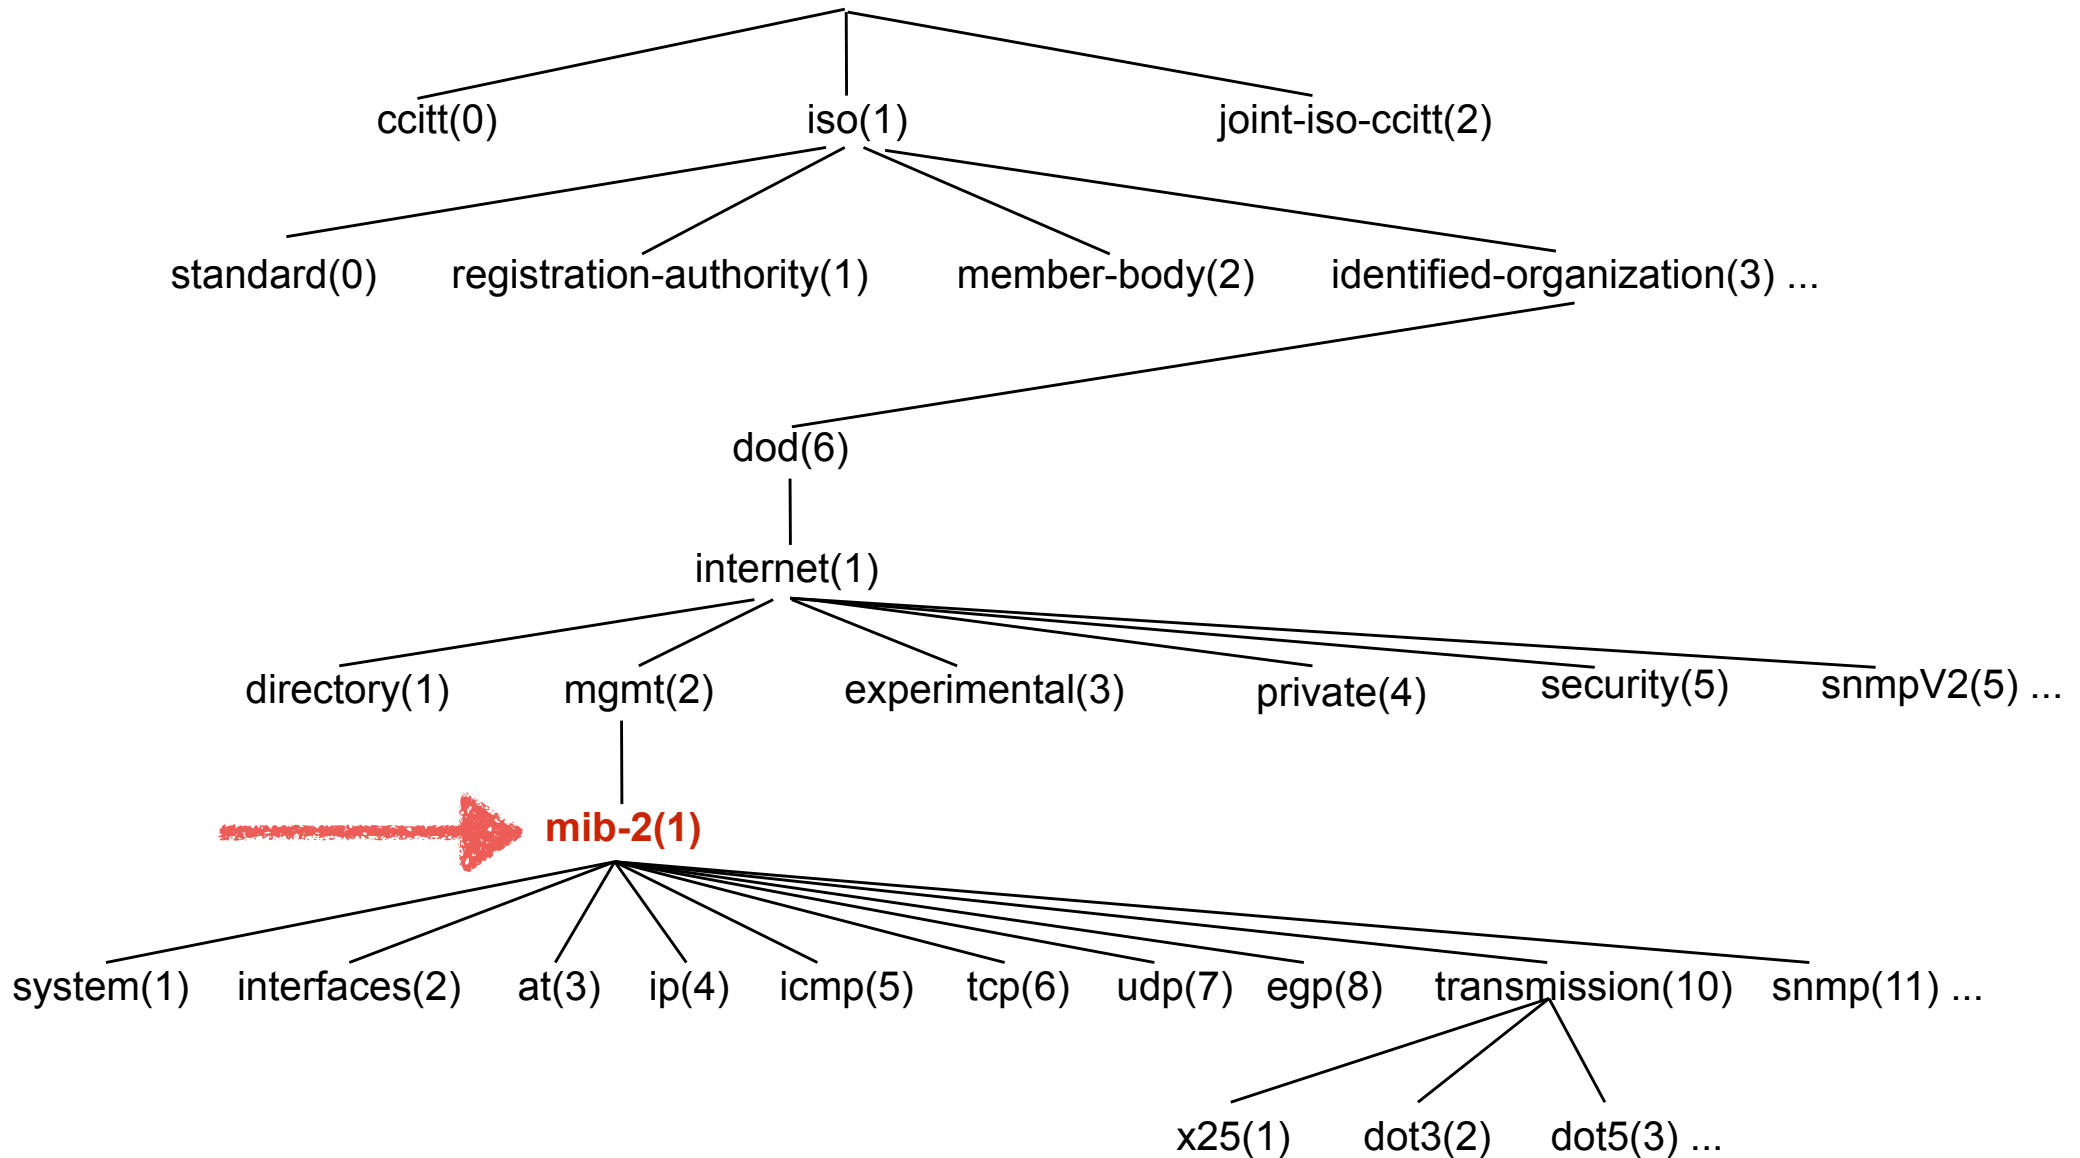 ccitt(0) iso(1) joint-iso-ccitt(2)
standard(0) registration-authority(1) member-body(2) identified-organization(3) ...
dod(6)
internet(1)
directory(1) mgmt(2) experimental(3) private(4) security(5) snmpV2(5) ...
mib-2(1)
system(1) interfaces(2) at(3) ip(4) icmp(5) tcp(6) udp(7) egp(8) transmission(10) snmp(11) ...
x25(1) dot3(2) dot5(3) ...